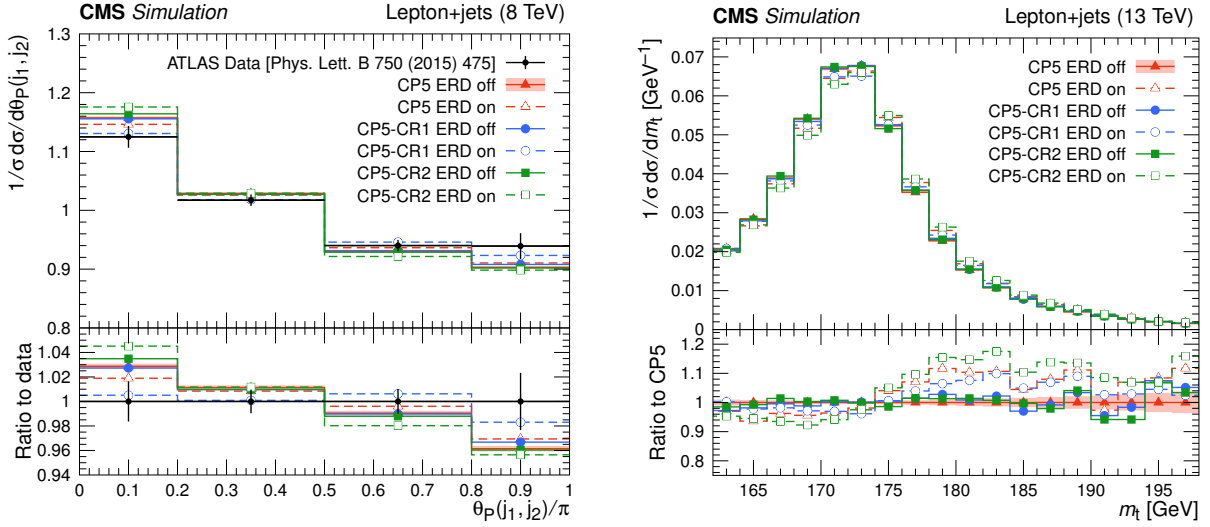 CMS Simulation Lepton+jets (8 TeV)
1/σ dσ/dθP(j1, j2)
1.3
1.2
1.1
1
0.9
0.8
ATLAS Data [Phys. Lett. B 750 (2015) 475]
CP5 ERD off
CP5 ERD on
CP5-CR1 ERD off
CP5-CR1 ERD on
CP5-CR2 ERD off
CP5-CR2 ERD on
Ratio to data
1.04
1.02
1
0.98
0.96
0.94
0 0.1 0.2 0.3 0.4 0.5 0.6 0.7 0.8 0.9 1
θP(j1, j2)/π
CMS Simulation Lepton+jets (13 TeV)
1/σ dσ/dmt [GeV−1]
0.07
0.06
0.05
0.04
0.03
0.02
0.01
0
CP5 ERD off
CP5 ERD on
CP5-CR1 ERD off
CP5-CR1 ERD on
CP5-CR2 ERD off
CP5-CR2 ERD on
Ratio to CP5
1.2
1.1
1
0.9
0.8
165 170 175 180 185 190 195
mt [GeV]